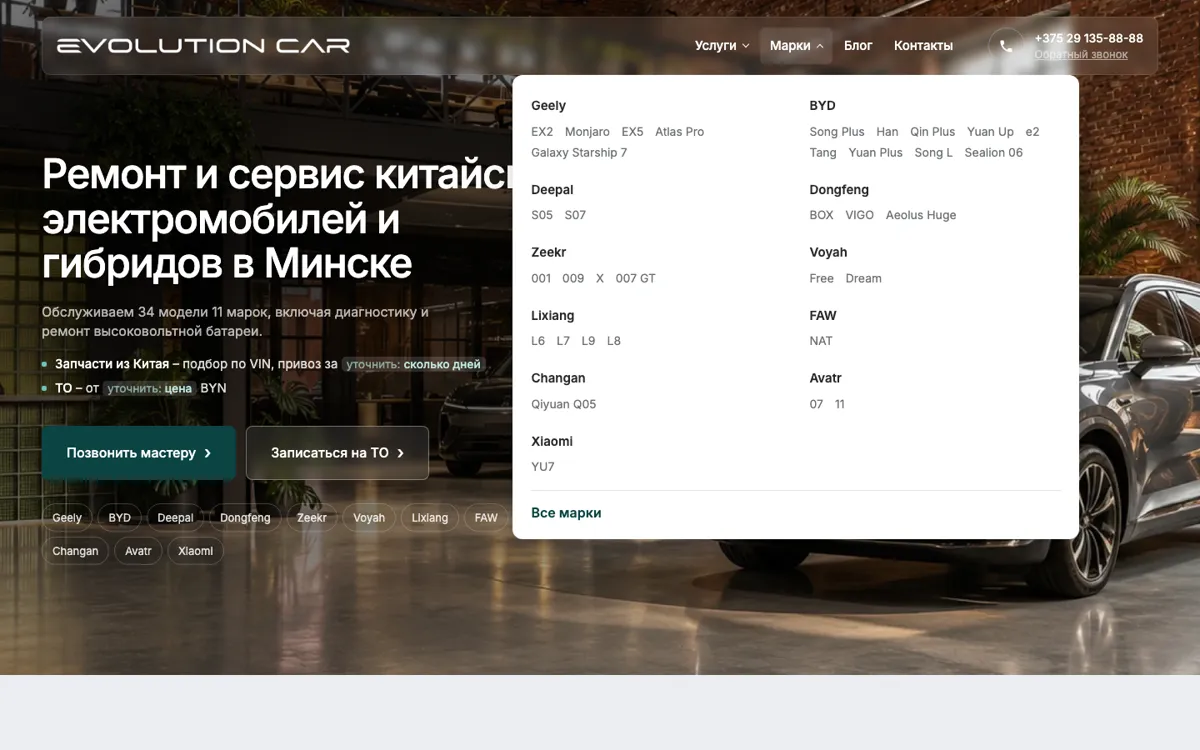 EVOLUTION CAR
Услуги Марки Блог Контакты
+375 29 135-88-88
Обратный звонок
Ремонт и сервис китайс
электромобилей и
гибридов в Минске
Обслуживаем 34 модели 11 марок, включая диагностику и
ремонт высоковольтной батареи.
Запчасти из Китая – подбор по VIN, привоз за уточнить: сколько дней
ТО – от уточнить: цена BYN
Позвонить мастеру Записаться на ТО
Geely BYD Deepal Dongfeng Zeekr Voyah Lixiang FAW
Changan Avatr Xiaomi
Geely
EX2 Monjaro EX5 Atlas Pro
Galaxy Starship 7
BYD
Song Plus Han Qin Plus Yuan Up e2
Tang Yuan Plus Song L Sealion 06
Deepal
S05 S07
Dongfeng
BOX VIGO Aeolus Huge
Zeekr
001 009 X 007 GT
Voyah
Free Dream
Lixiang
L6 L7 L9 L8
FAW
NAT
Changan
Qiyuan Q05
Avatr
07 11
Xiaomi
YU7
Все марки